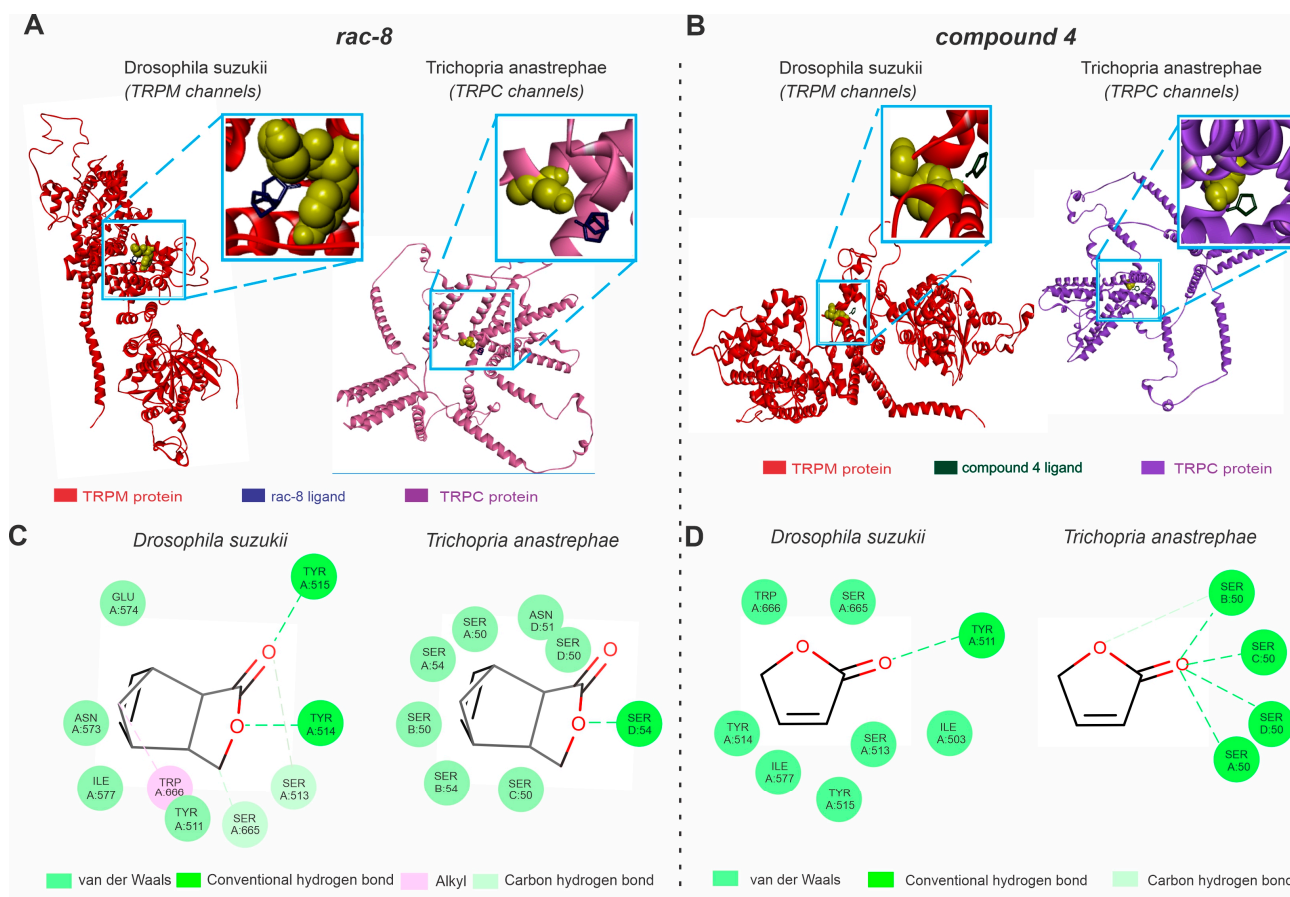 A
rac-8
Drosophila suzukii
(TRPM channels)
Trichopria anastrephae
(TRPC channels)
TRPM protein
rac-8 ligand
TRPC protein
B
compound 4
Drosophila suzukii
(TRPM channels)
Trichopria anastrephae
(TRPC channels)
TRPM protein
compound 4 ligand
TRPC protein
C
Drosophila suzukii
Trichopria anastrephae
TYR
A:515
GLU
A:574
O
O
TYR
A:514
ASN
A:573
ILE
A:577
TRP
A:666
TYR
A:511
SER
A:665
SER
A:513
SER
A:50
ASN
D:51
SER
D:50
SER
A:54
O
O
SER
B:50
SER
D:54
SER
B:54
SER
C:50
van der Waals
Conventional hydrogen bond
Alkyl
Carbon hydrogen bond
D
Drosophila suzukii
Trichopria anastrephae
TRP
A:666
SER
A:665
TYR
A:511
O
O
TYR
A:514
ILE
A:577
SER
A:513
ILE
A:503
TYR
A:515
SER
B:50
O
O
SER
C:50
SER
D:50
SER
A:50
van der Waals
Conventional hydrogen bond
Carbon hydrogen bond